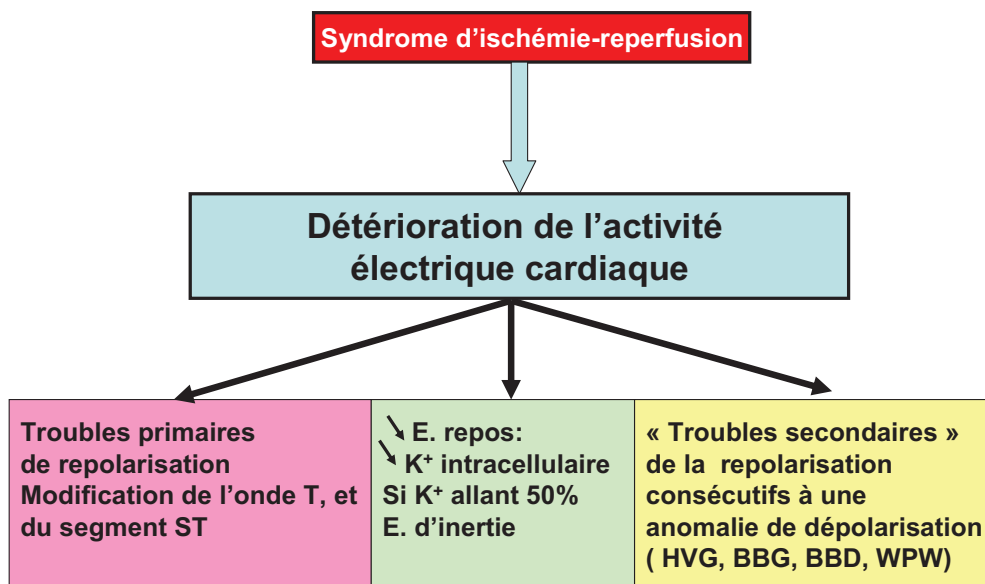 Syndrome d’ischémie-reperfusion
Détérioration de l’activité
électrique cardiaque
Troubles primaires
de repolarisation
Modification de l’onde T, et
du segment ST
↘ E. repos:
↘ K⁺ intracellulaire
Si K⁺ allant 50%
E. d’inertie
« Troubles secondaires »
de la repolarisation
consécutifs à une
anomalie de dépolarisation
( HVG, BBG, BBD, WPW)